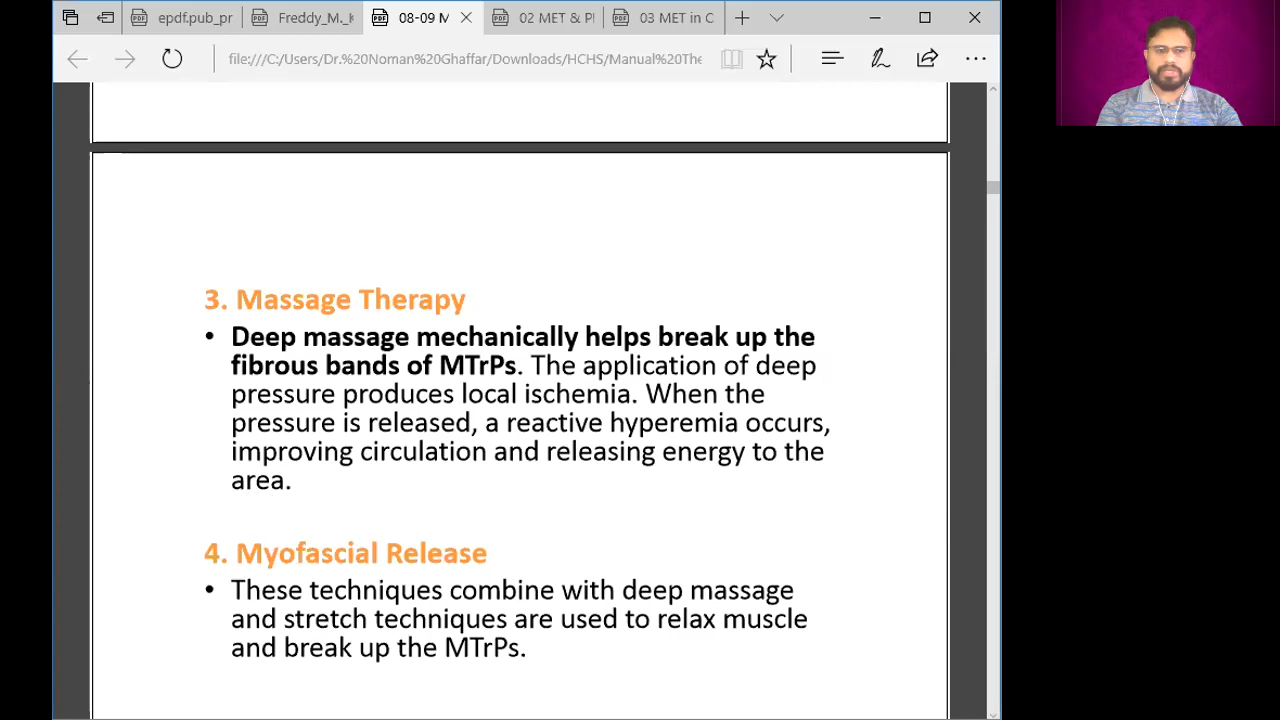 epdf.pub_pr
Freddy_M._K
08-09 M
02 MET & P
03 MET in C
file:///C:/Users/Dr.%20Noman%20Ghaffar/Downloads/HCHS/Manual%20The
3. Massage Therapy
• Deep massage mechanically helps break up the
fibrous bands of MTrPs. The application of deep
pressure produces local ischemia. When the
pressure is released, a reactive hyperemia occurs,
improving circulation and releasing energy to the
area.
4. Myofascial Release
• These techniques combine with deep massage
and stretch techniques are used to relax muscle
and break up the MTrPs.